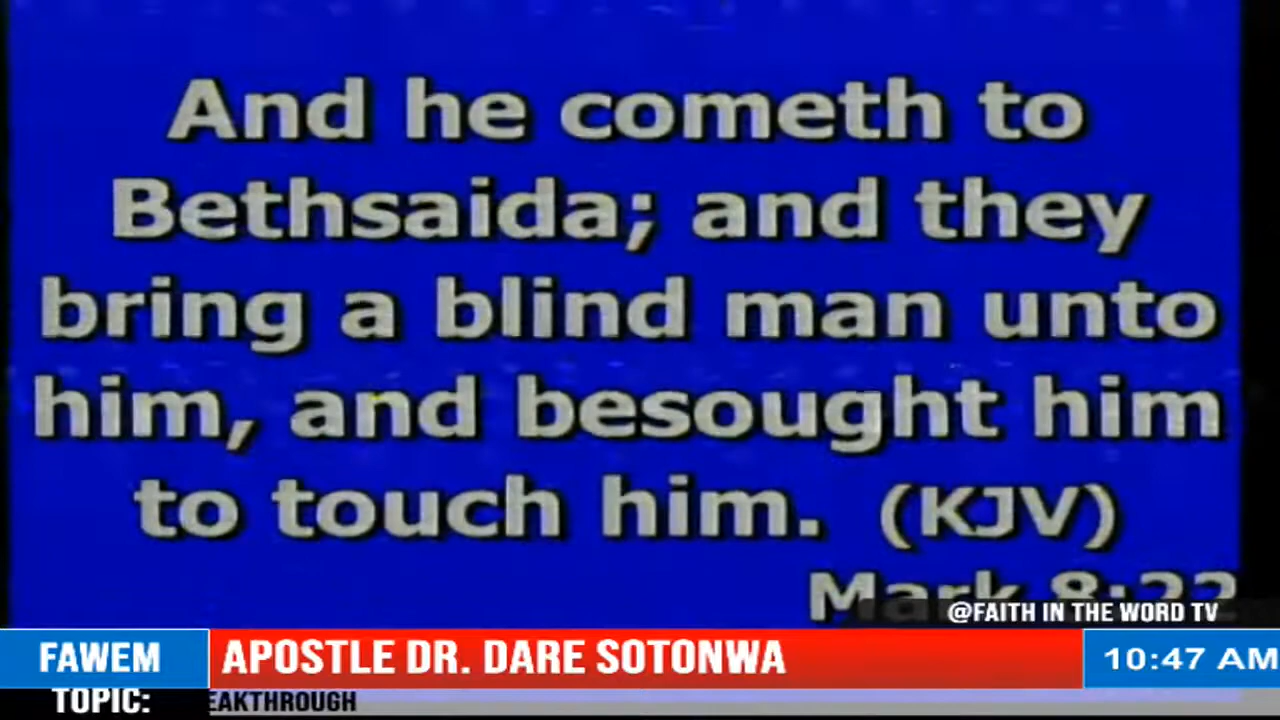 And he cometh to
Bethsaida; and they
bring a blind man unto
him, and besought him
to touch him. (KJV)
Mark 8:22
@FAITH IN THE WORD TV
FAWEM APOSTLE DR. DARE SOTONWA 10:47 AM
TOPIC: EAKTHROUGH